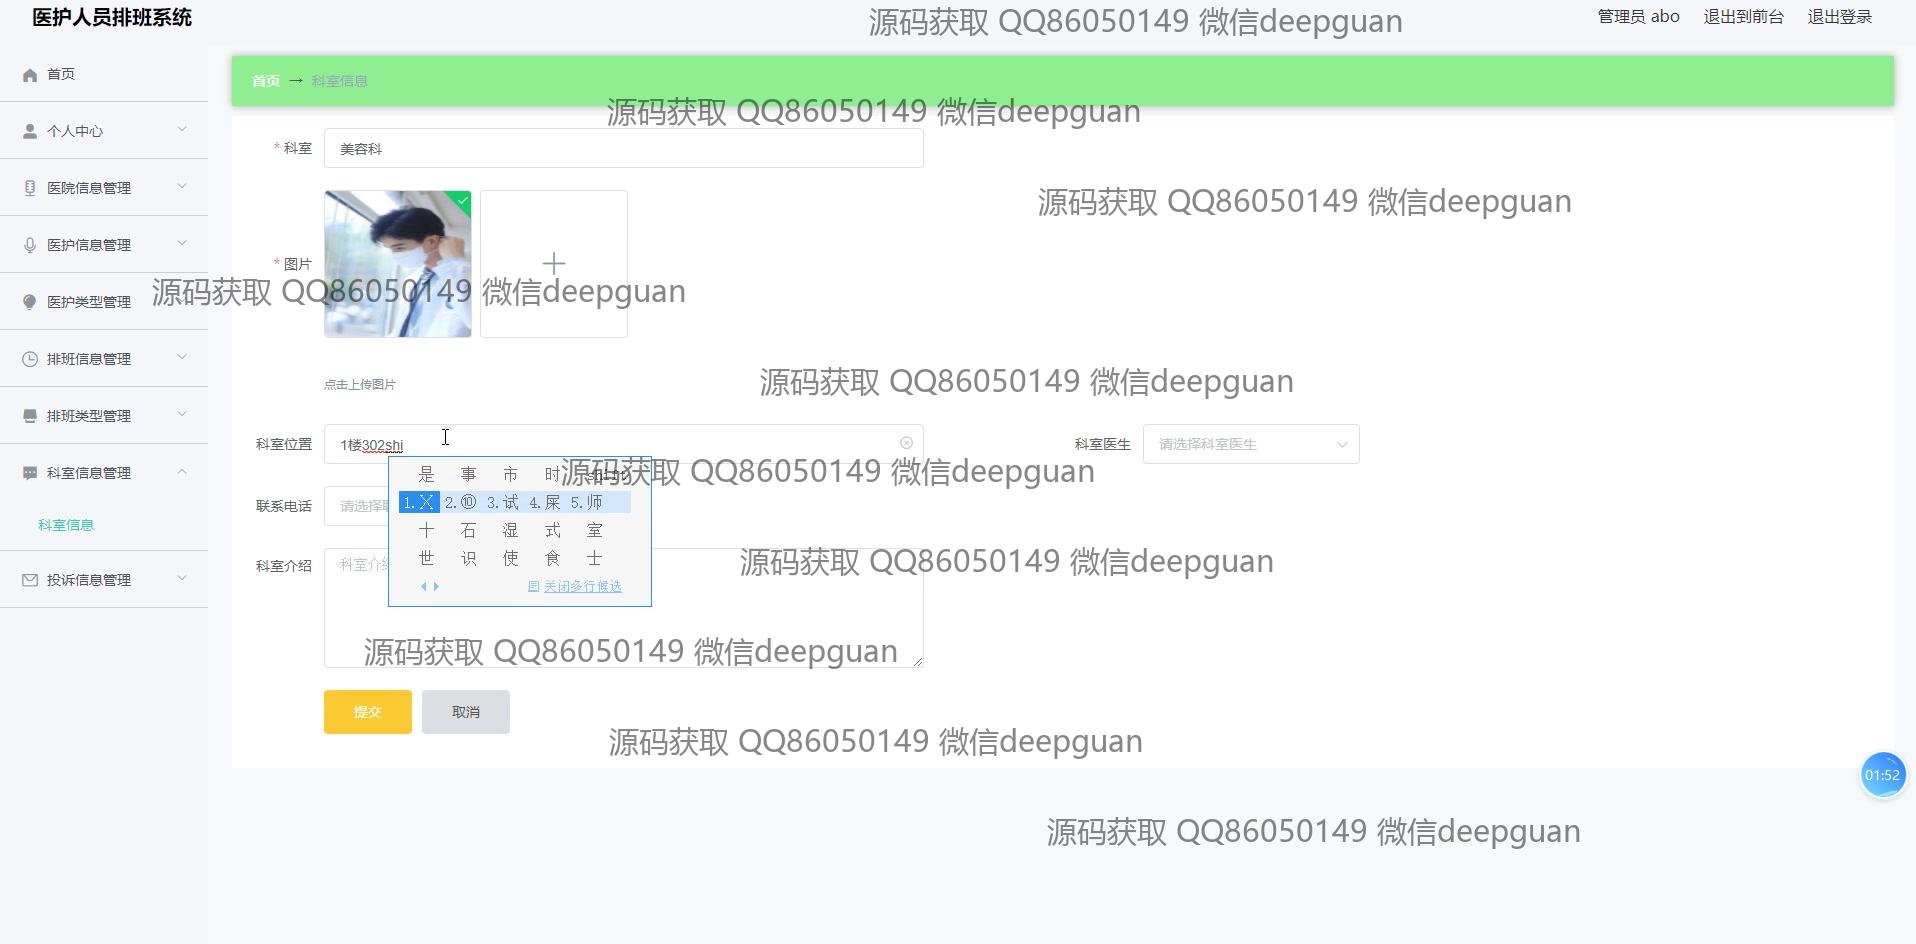 医护人员排班系统
源码获取 QQ86050149 微信deepguan
管理员 abo 退出到前台 退出登录
首页
首页 → 科室信息
源码获取 QQ86050149 微信deepguan
个人中心
* 科室 美容科
医院信息管理
源码获取 QQ86050149 微信deepguan
医护信息管理
* 图片
源码获取 QQ86050149 微信deepguan
医护类型管理
排班信息管理
点击上传图片
源码获取 QQ86050149 微信deepguan
排班类型管理
科室位置 1楼302shi
科室医生 请选择科室医生
科室信息管理
是 事 市 时
源码获取 QQ86050149 微信deepguan
联系电话 请选择
1.㐅 2.⑩ 3.试 4.屎 5.师
科室信息
十 石 湿 式 室
科室介绍 科室介
世 识 使 食 士
源码获取 QQ86050149 微信deepguan
投诉信息管理
关闭多行候选
源码获取 QQ86050149 微信deepguan
提交 取消
源码获取 QQ86050149 微信deepguan
01:52
源码获取 QQ86050149 微信deepguan